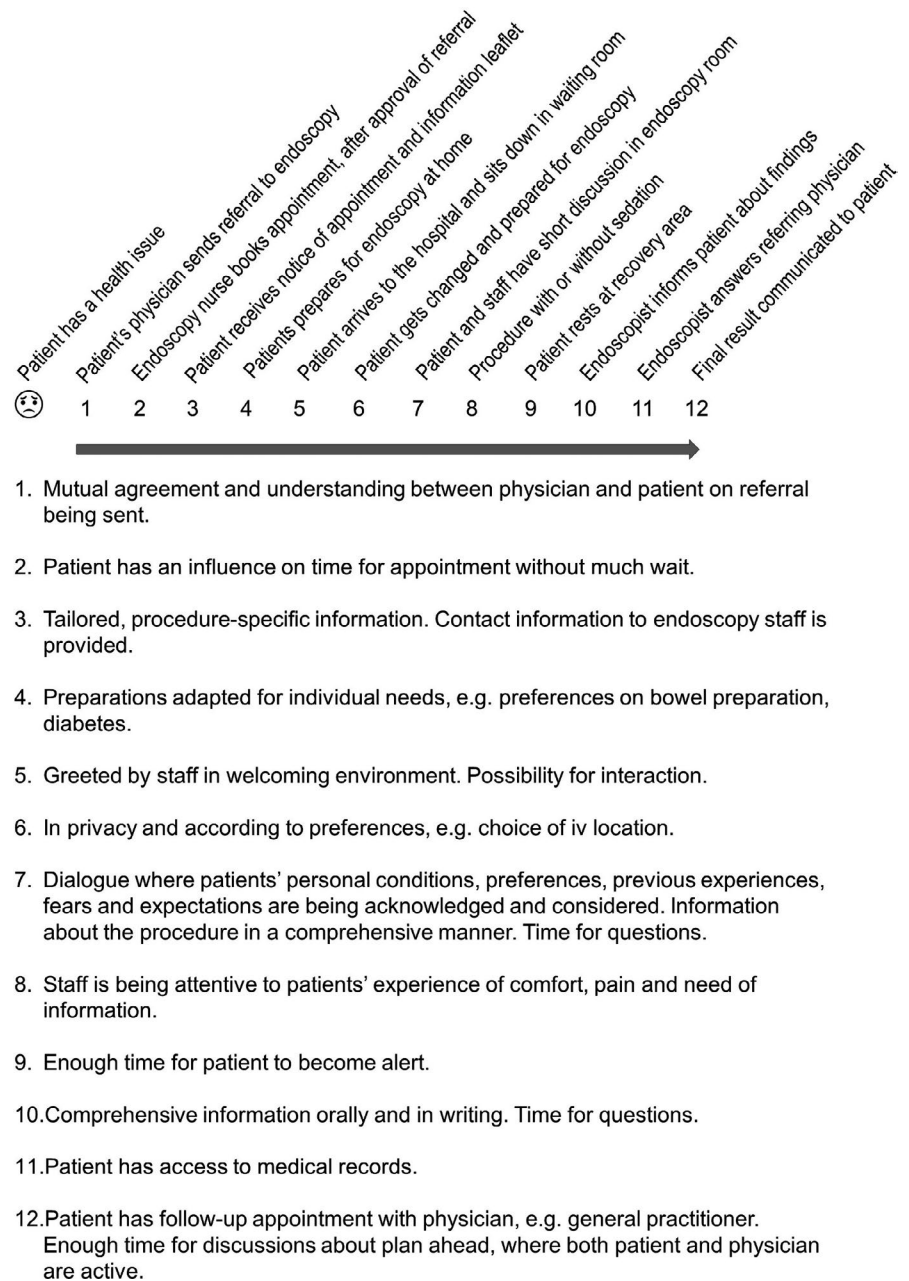 Patient has a health issue
Patient's physician sends referral to endoscopy
Endoscopy nurse books appointment, after approval of referral
Patient receives notice of appointment and information leaflet
Patients prepares for endoscopy at home
Patient arrives to the hospital and sits down in waiting room
Patient gets changed and prepared for endoscopy
Patient and staff have short discussion in endoscopy room
Procedure with or without sedation
Patient rests at recovery area
Endoscopist informs patient about findings
Endoscopist answers referring physician
Final result communicated to patient
1 2 3 4 5 6 7 8 9 10 11 12
1. Mutual agreement and understanding between physician and patient on referral
being sent.
2. Patient has an influence on time for appointment without much wait.
3. Tailored, procedure-specific information. Contact information to endoscopy staff is
provided.
4. Preparations adapted for individual needs, e.g. preferences on bowel preparation,
diabetes.
5. Greeted by staff in welcoming environment. Possibility for interaction.
6. In privacy and according to preferences, e.g. choice of iv location.
7. Dialogue where patients' personal conditions, preferences, previous experiences,
fears and expectations are being acknowledged and considered. Information
about the procedure in a comprehensive manner. Time for questions.
8. Staff is being attentive to patients' experience of comfort, pain and need of
information.
9. Enough time for patient to become alert.
10.Comprehensive information orally and in writing. Time for questions.
11.Patient has access to medical records.
12.Patient has follow-up appointment with physician, e.g. general practitioner.
Enough time for discussions about plan ahead, where both patient and physician
are active.